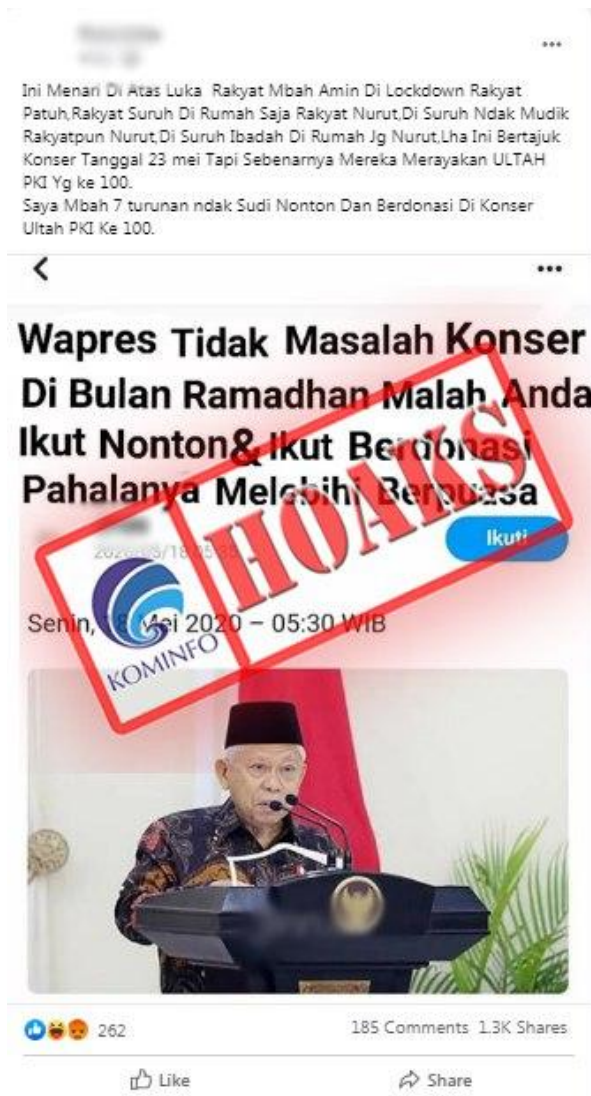 Ini Menari Di Atas Luka Rakyat Mbah Amin Di Lockdown Rakyat
Patuh,Rakyat Suruh Di Rumah Saja Rakyat Nurut,Di Suruh Ndak Mudik
Rakyatpun Nurut,Di Suruh Ibadah Di Rumah Jg Nurut,Lha Ini Bertajuk
Konser Tanggal 23 mei Tapi Sebenarnya Mereka Merayakan ULTAH
PKI Yg ke 100.
Saya Mbah 7 turunan ndak Sudi Nonton Dan Berdonasi Di Konser
Ultah PKI Ke 100.
Wapres Tidak Masalah Konser
Di Bulan Ramadhan Malah Anda
Ikut Nonton& Ikut Berdonasi
Pahalanya Melebihi Berpuasa
HOAKS
KOMINFO
Ikuti
Senin, 18 Mei 2020 – 05:30 WIB
262
185 Comments 1.3K Shares
Like
Share